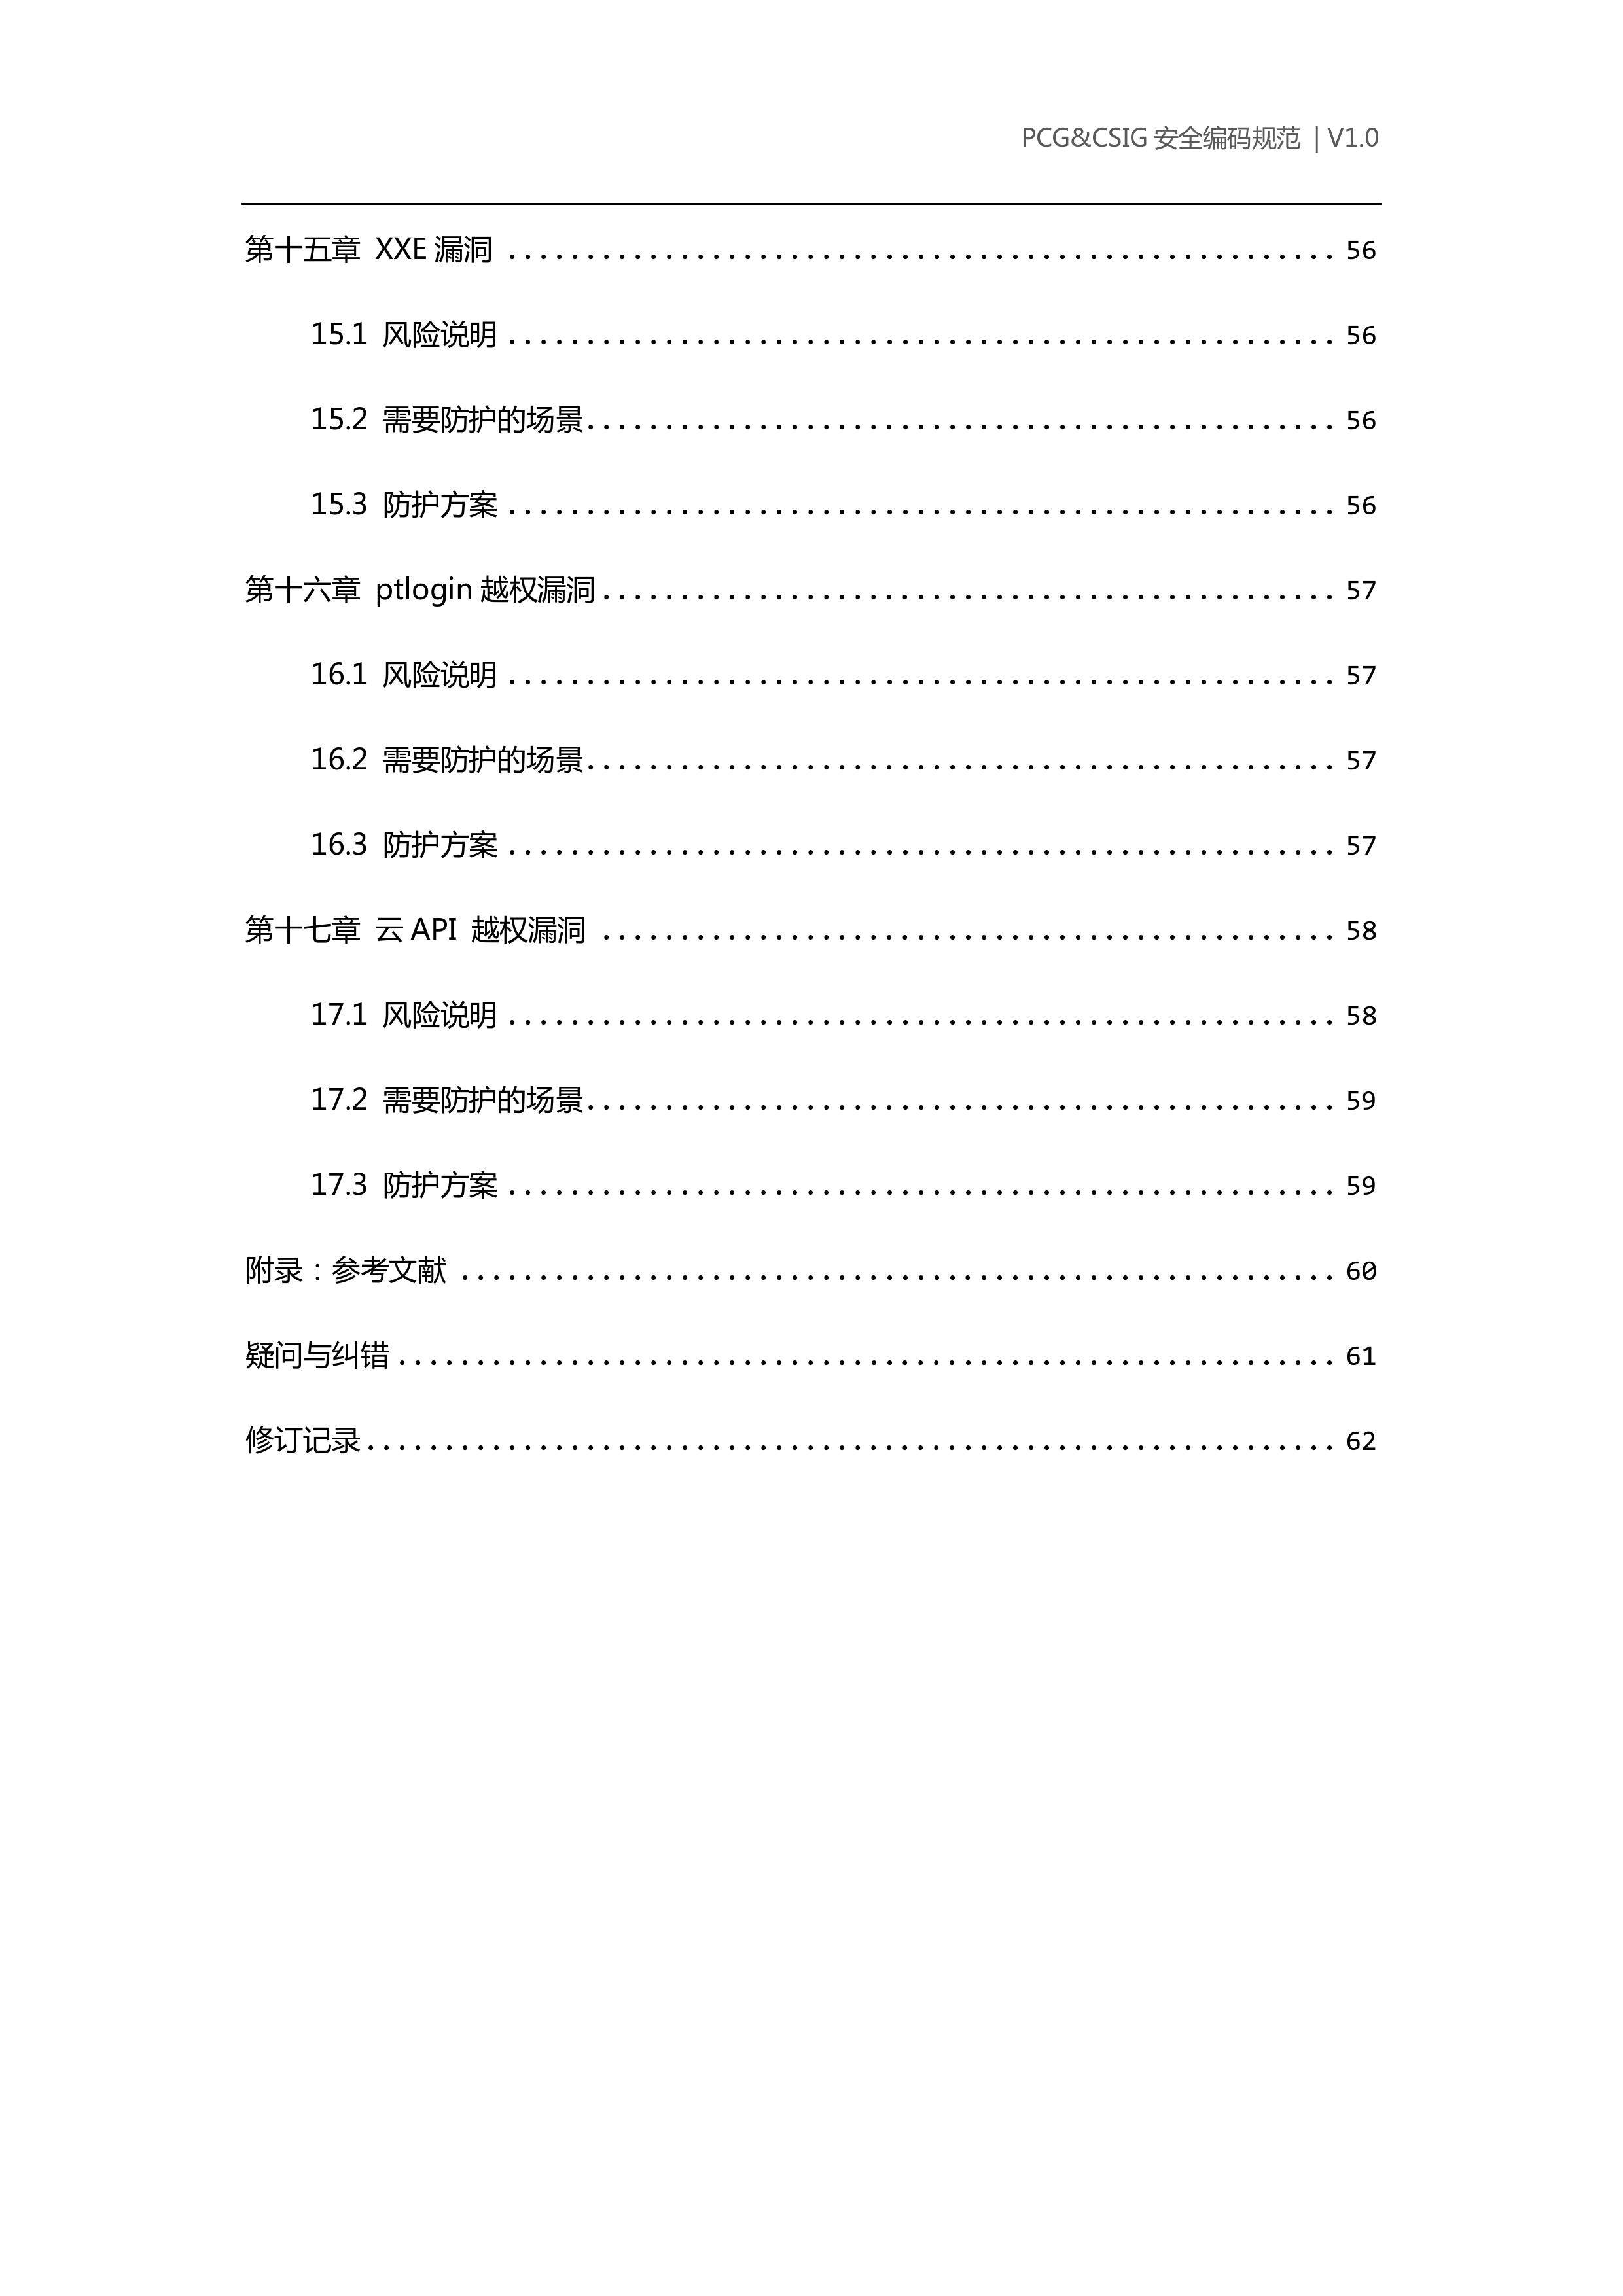 PCG&CSIG 安全编码规范 | V1.0
第十五章 XXE 漏洞 ..................................................... 56
15.1 风险说明 ..................................................... 56
15.2 需要防护的场景................................................ 56
15.3 防护方案 ..................................................... 56
第十六章 ptlogin 越权漏洞............................................... 57
16.1 风险说明 ..................................................... 57
16.2 需要防护的场景................................................ 57
16.3 防护方案 ..................................................... 57
第十七章 云 API 越权漏洞 ............................................... 58
17.1 风险说明 ..................................................... 58
17.2 需要防护的场景................................................ 59
17.3 防护方案 ..................................................... 59
附录：参考文献 ........................................................ 60
疑问与纠错............................................................ 61
修订记录.............................................................. 62